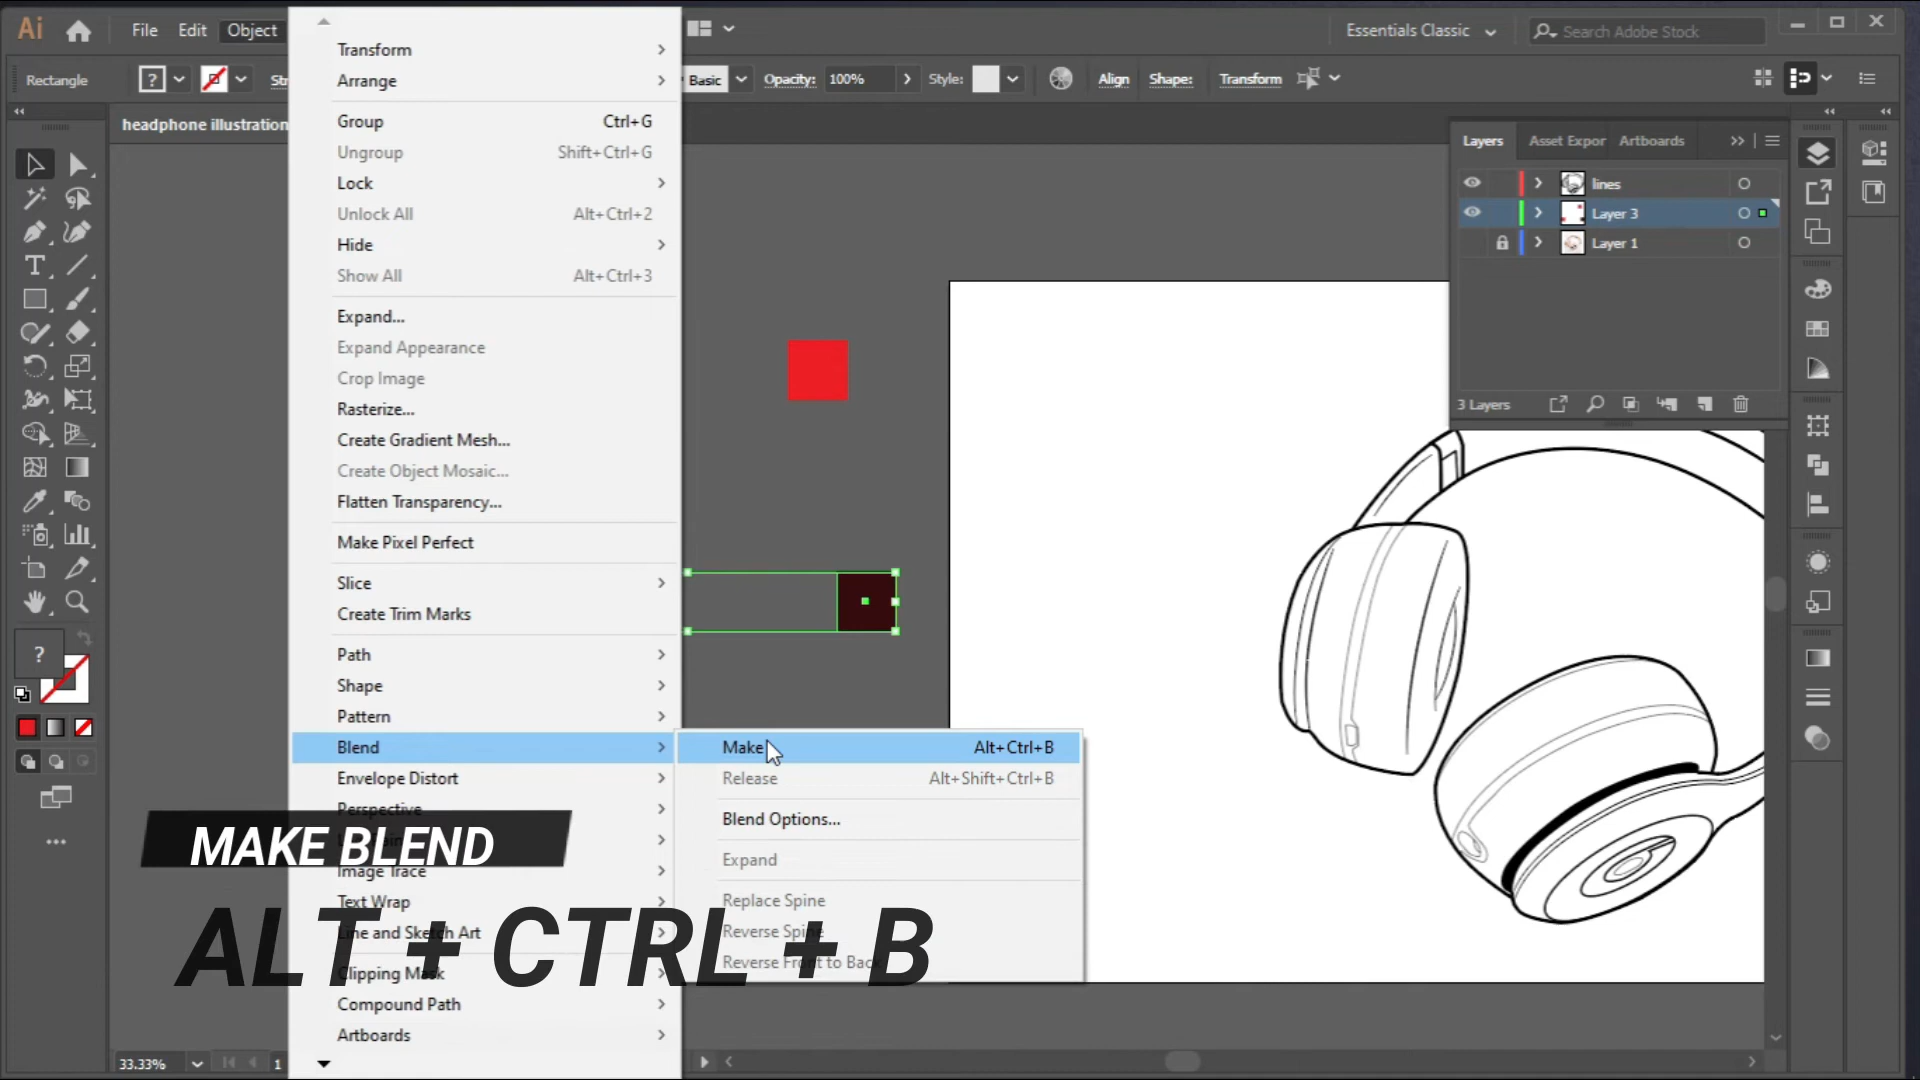 Ai
File
Edit
Object
Essentials Classic
Search Adobe Stock
Rectangle
?
Basic
Opacity:
100%
Style:
Align
Shape:
Transform
headphone illustration
Transform
Arrange
Group Ctrl+G
Ungroup Shift+Ctrl+G
Lock
Unlock All Alt+Ctrl+2
Hide
Show All Alt+Ctrl+3
Expand...
Expand Appearance
Crop Image
Rasterize...
Create Gradient Mesh...
Create Object Mosaic...
Flatten Transparency...
Make Pixel Perfect
Slice
Create Trim Marks
Path
Shape
Pattern
Blend
Envelope Distort
Perspective
Image Trace
Text Wrap
Line and Sketch Art
Clipping Mask
Compound Path
Artboards
Make Alt+Ctrl+B
Release Alt+Shift+Ctrl+B
Blend Options...
Expand
Replace Spine
Reverse Spine
Reverse Front to Back
MAKE BLEND
ALT + CTRL + B
Layers
Asset Expor
Artboards
lines
Layer 3
Layer 1
3 Layers
?
33.33%
1